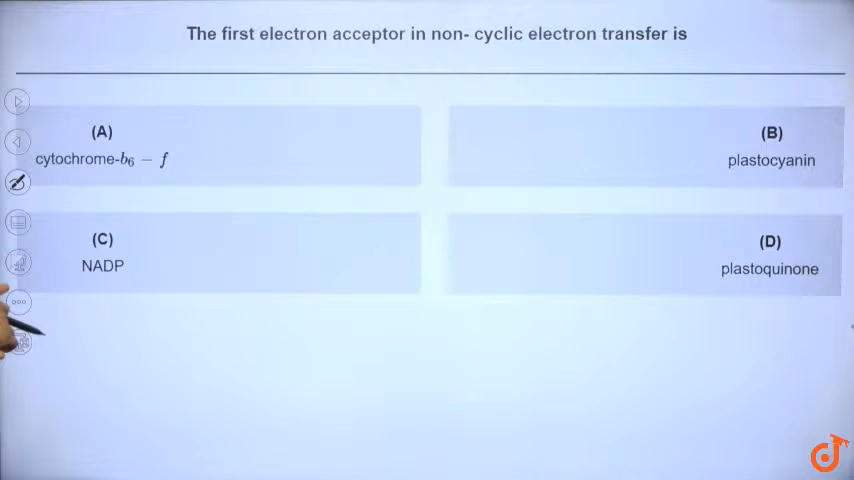 The first electron acceptor in non- cyclic electron transfer is
(A)
cytochrome-b₆ − f
(B)
plastocyanin
(C)
NADP
(D)
plastoquinone